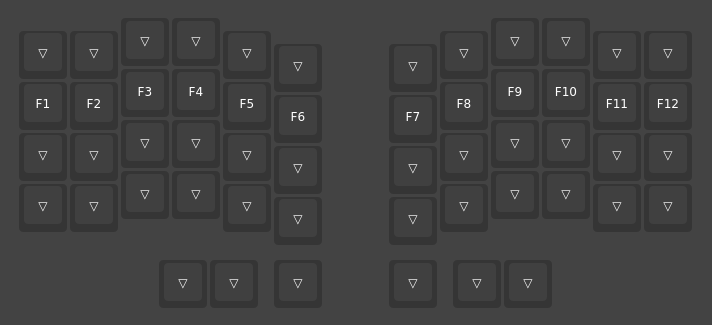 ▽ ▽ ▽ ▽ ▽ ▽ ▽ ▽ ▽ ▽ ▽ ▽
F1 F2 F3 F4 F5 F6 F7 F8 F9 F10 F11 F12
▽ ▽ ▽ ▽ ▽ ▽ ▽ ▽ ▽ ▽ ▽ ▽
▽ ▽ ▽ ▽ ▽ ▽ ▽ ▽ ▽ ▽ ▽ ▽
▽ ▽ ▽ ▽ ▽ ▽